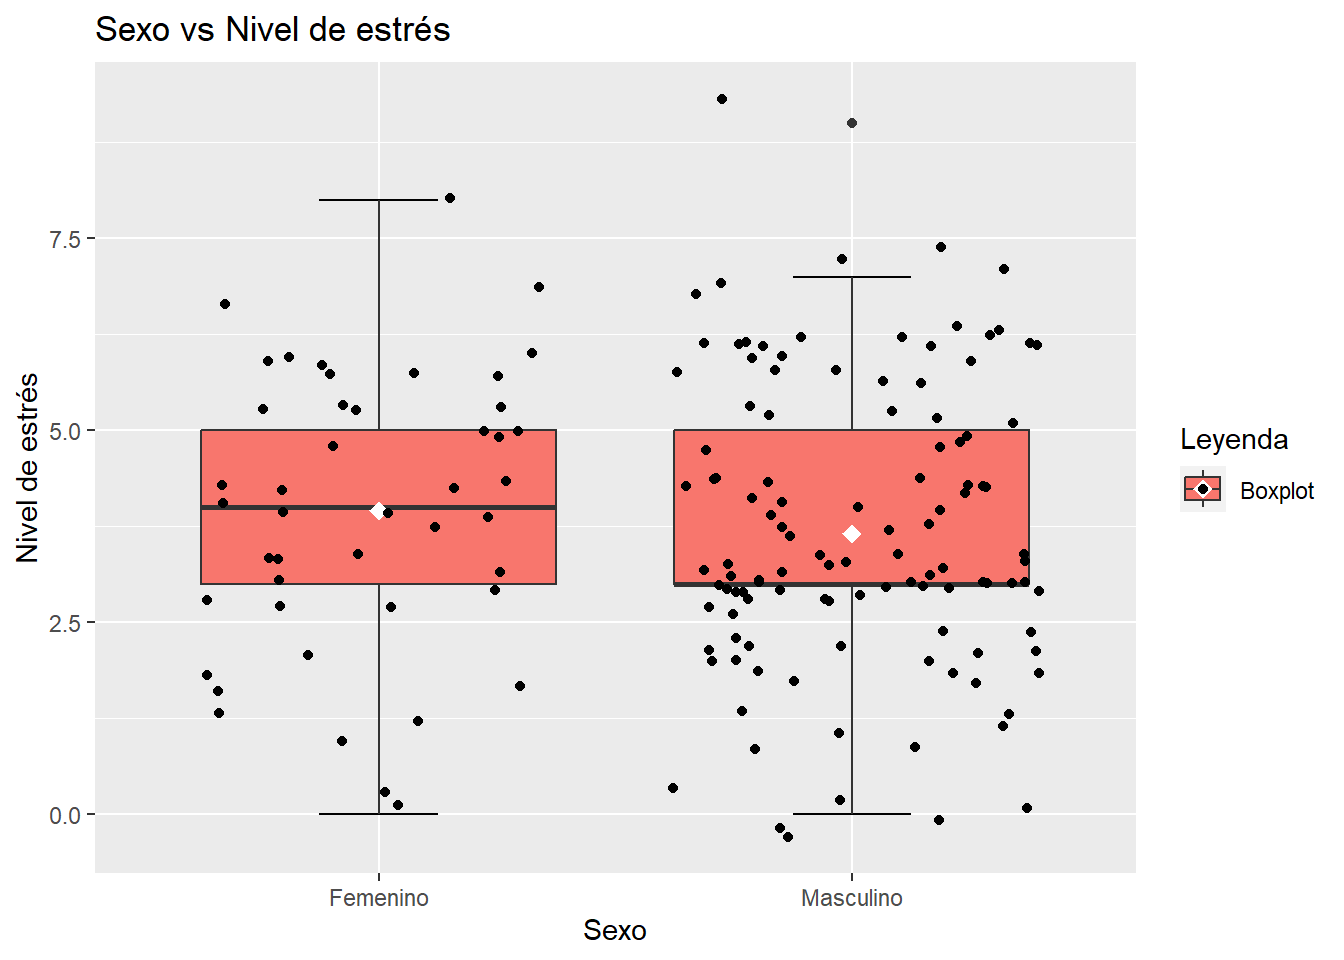 Sexo vs Nivel de estrés
Nivel de estrés
7.5
5.0
2.5
0.0
Femenino
Masculino
Sexo
Leyenda
Boxplot